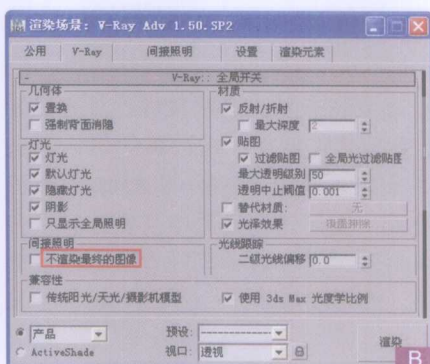 渲染场景: V-Ray Adv 1.50.SP2
公用 V-Ray 间接照明 设置 渲染元素
- V-Ray:: 全局开关
几何体
置换
强制背面消隐
灯光
灯光
默认灯光
隐藏灯光
阴影
只显示全局照明
间接照明
不渲染最终的图像
材质
反射/折射
最大深度 2
贴图
过滤贴图 全局光过滤贴图
最大透明级别 50
透明中止阈值 0.001
替代材质: 无
光泽效果
光线跟踪
二级光线偏移 0.0
兼容性
传统阳光/天光/摄影机模型 使用 3ds Max 光度学比例
产品 预设: 渲染
ActiveShade 视口: 透视
B